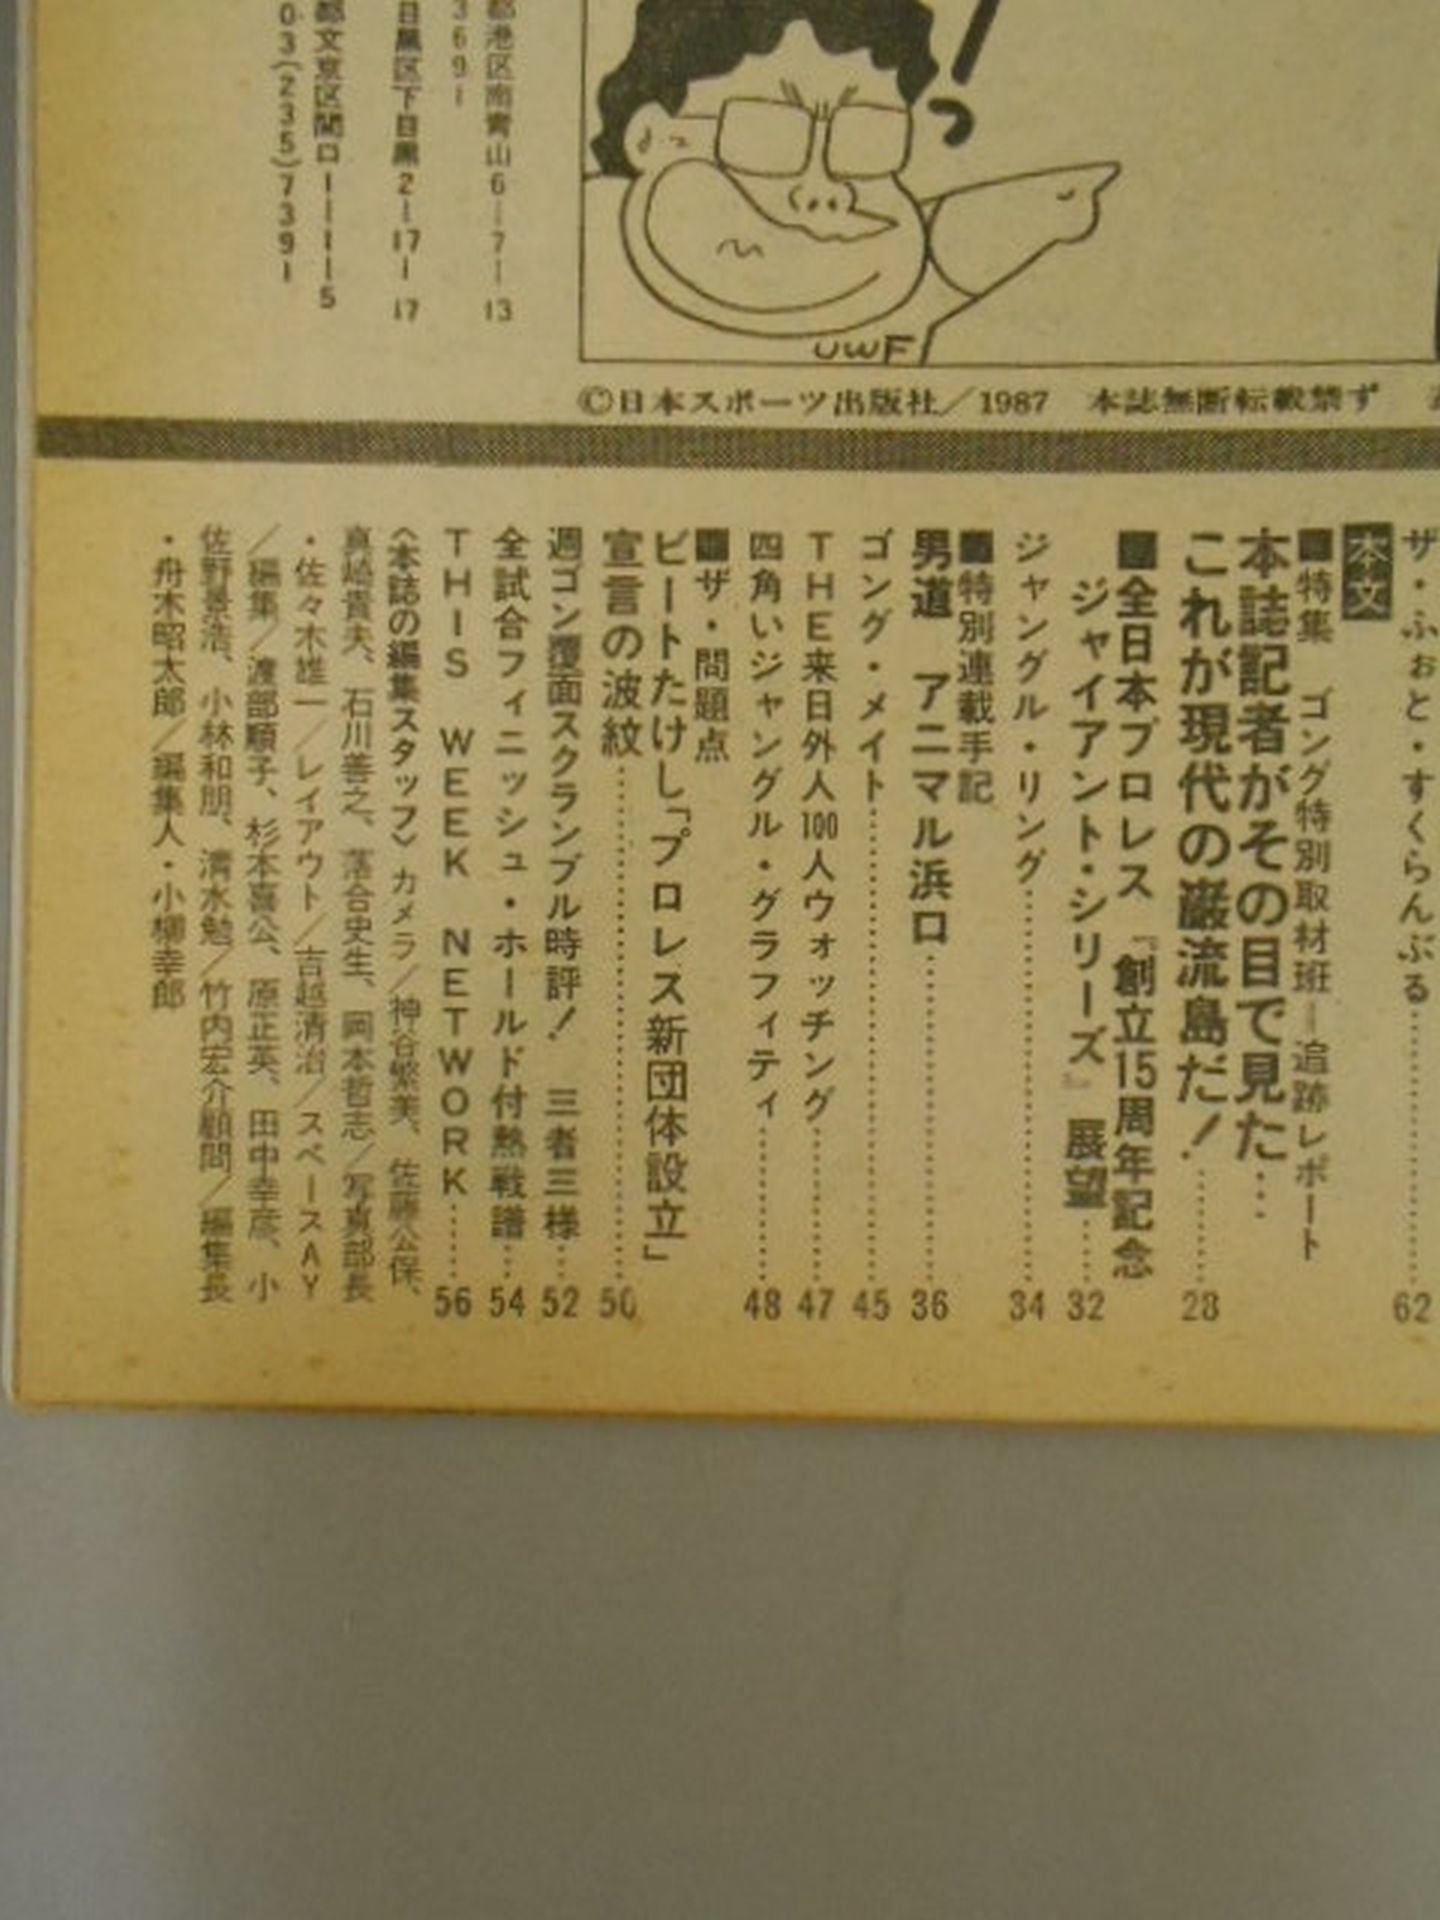 都港区南青山6-7-13
369-
目黒区下目黒2-17-17
都文京区関口1-11-5
03(235)7391
っ
UWF
©日本スポーツ出版社/1987 本誌無断転載禁ず
ザ・ふぉと・すくらんぶる……62
本文
■特集 ゴング特別取材班=追跡レポート
本誌記者がその目で見た…
これが現代の巌流島だ!……28
■全日本プロレス『創立15周年記念
ジャイアント・シリーズ』展望……32
ジャングル・リング……34
■特別連載手記
男道 アニマル浜口……36
ゴング・メイト……45
THE来日外人100人ウォッチング……47
四角いジャングル・グラフィティ……48
■ザ・問題点
ビートたけし「プロレス新団体設立」
宣言の波紋……50
週ゴン覆面スクランブル時評! 三者三様……52
全試合フィニッシュ・ホールド付熱戦譜……54
THIS WEEK NETWORK……56
〈本誌の編集スタッフ〉カメラ/神谷繁美、佐藤公保、
真崎貴夫、石川善之、落合史生、岡本哲志/写真部長
・佐々木雄一/レイアウト/吉越清治/スペースAY
/編集/渡部順子、杉本喜公、原正英、田中幸彦、小
佐野景浩、小林和朋、清水勉/竹内宏介顧問/編集長
・舟木昭太郎/編集人・小柳幸郎